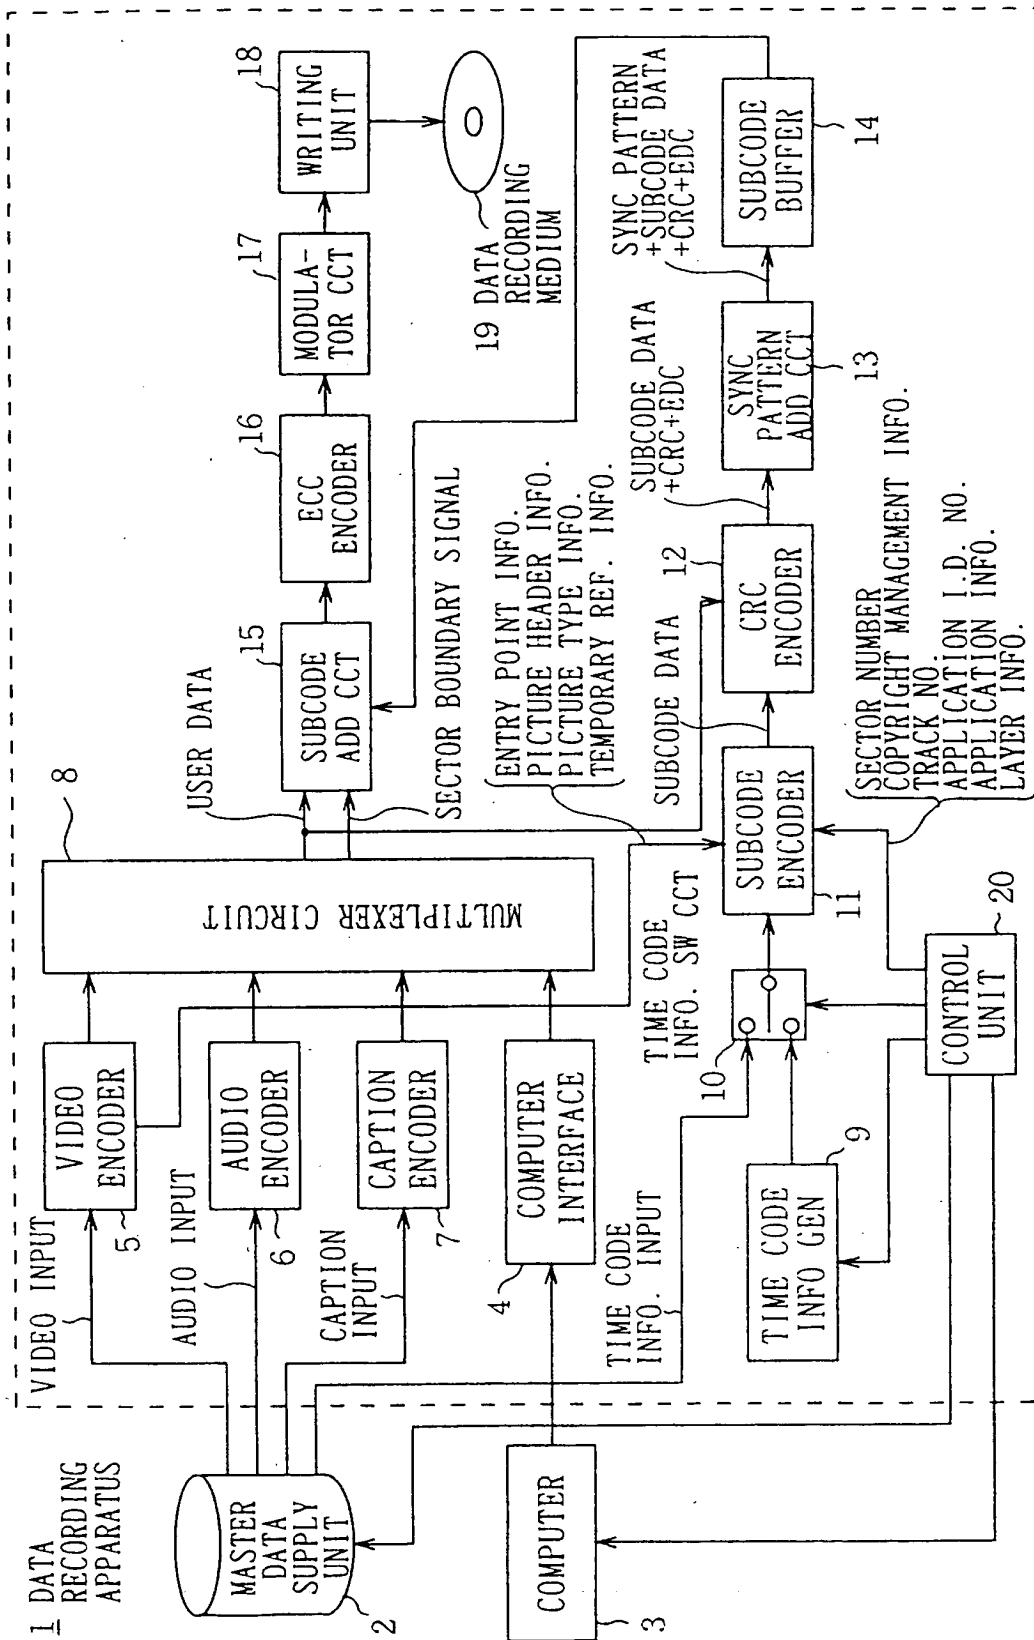 1 DATA
RECORDING
APPARATUS
MASTER
DATA
SUPPLY
UNIT
2
COMPUTER
3
VIDEO INPUT
AUDIO INPUT
CAPTION
INPUT
TIME CODE
INFO. INPUT
VIDEO
ENCODER
5
AUDIO
ENCODER
6
CAPTION
ENCODER
7
COMPUTER
INTERFACE
4
TIME CODE
INFO GEN
9
TIME CODE
INFO. SW CCT
10
CONTROL
UNIT
20
MULTIPLEXER CIRCUIT
8
USER DATA
SECTOR BOUNDARY SIGNAL
ENTRY POINT INFO.
PICTURE HEADER INFO.
PICTURE TYPE INFO.
TEMPORARY REF. INFO.
SUBCODE
ENCODER
11
SUBCODE DATA
SECTOR NUMBER
COPYRIGHT MANAGEMENT INFO.
TRACK NO.
APPLICATION I.D. NO.
APPLICATION INFO.
LAYER INFO.
CRC
ENCODER
12
SUBCODE DATA
+CRC+EDC
SYNC
PATTERN
ADD CCT
13
SYNC PATTERN
+SUBCODE DATA
+CRC+EDC
SUBCODE
BUFFER
14
SUBCODE
ADD CCT
15
ECC
ENCODER
16
MODULA-
TOR CCT
17
WRITING
UNIT
18
19 DATA
RECORDING
MEDIUM